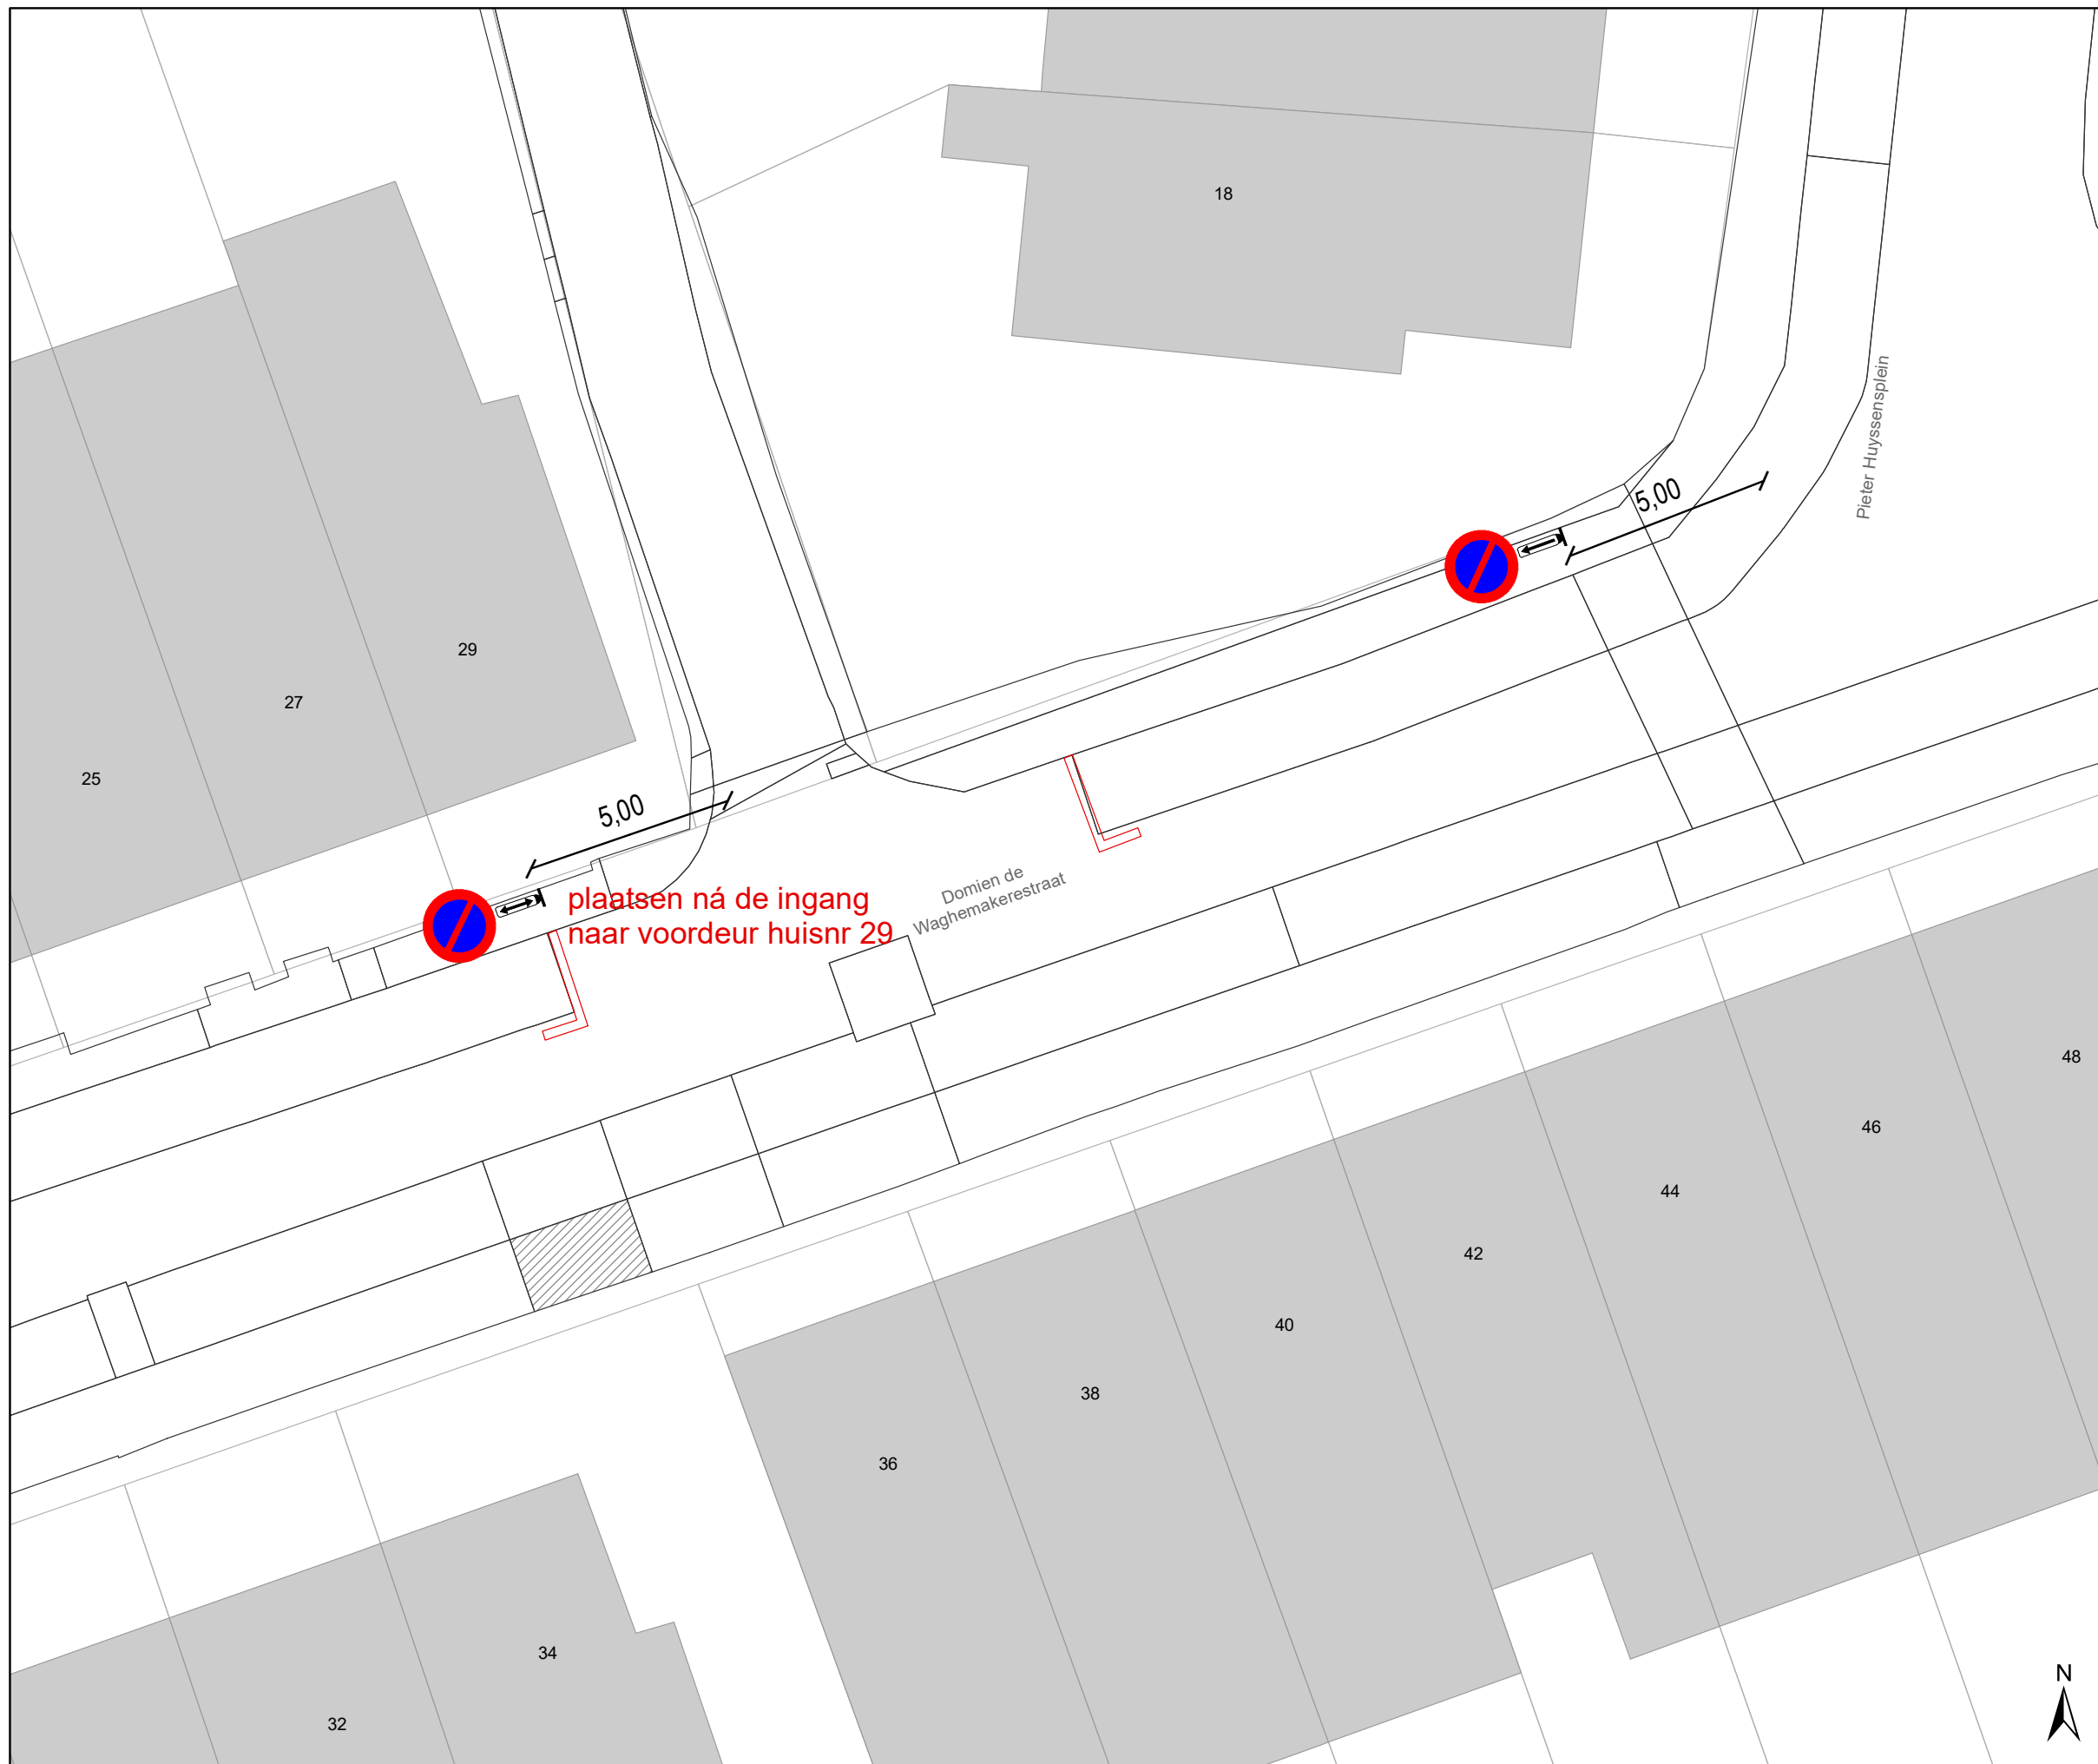 18
Pieter Huyssensplein
5,00
29
27
25
5,00
plaatsen ná de ingang
naar voordeur huisnr 29
Domien de
Waghemakerestraat
48
46
44
42
40
38
36
34
32
N